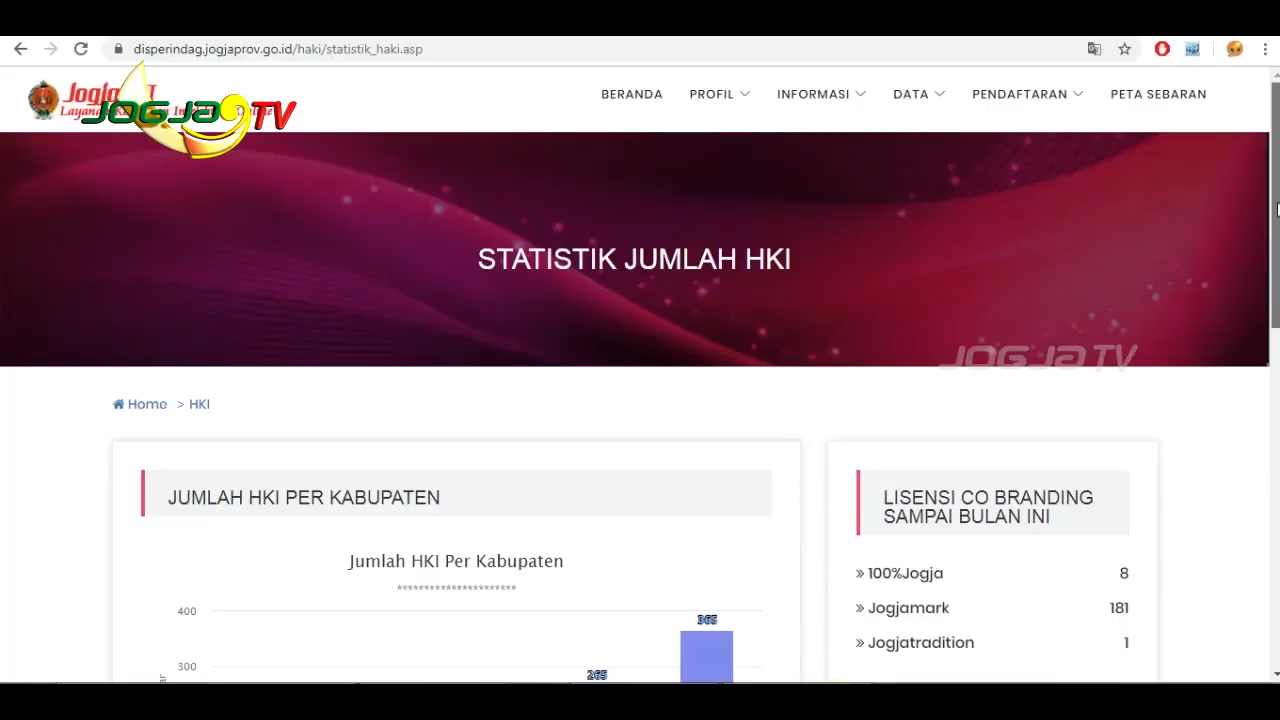 disperindag.jogjaprov.go.id/haki/statistik_haki.asp
JOGJA TV
BERANDA PROFIL INFORMASI DATA PENDAFTARAN PETA SEBARAN
STATISTIK JUMLAH HKI
JOGJA TV
Home > HKI
JUMLAH HKI PER KABUPATEN
Jumlah HKI Per Kabupaten
**********************
400
365
300
265
LISENSI CO BRANDING
SAMPAI BULAN INI
» 100%Jogja 8
» Jogjamark 181
» Jogjatradition 1